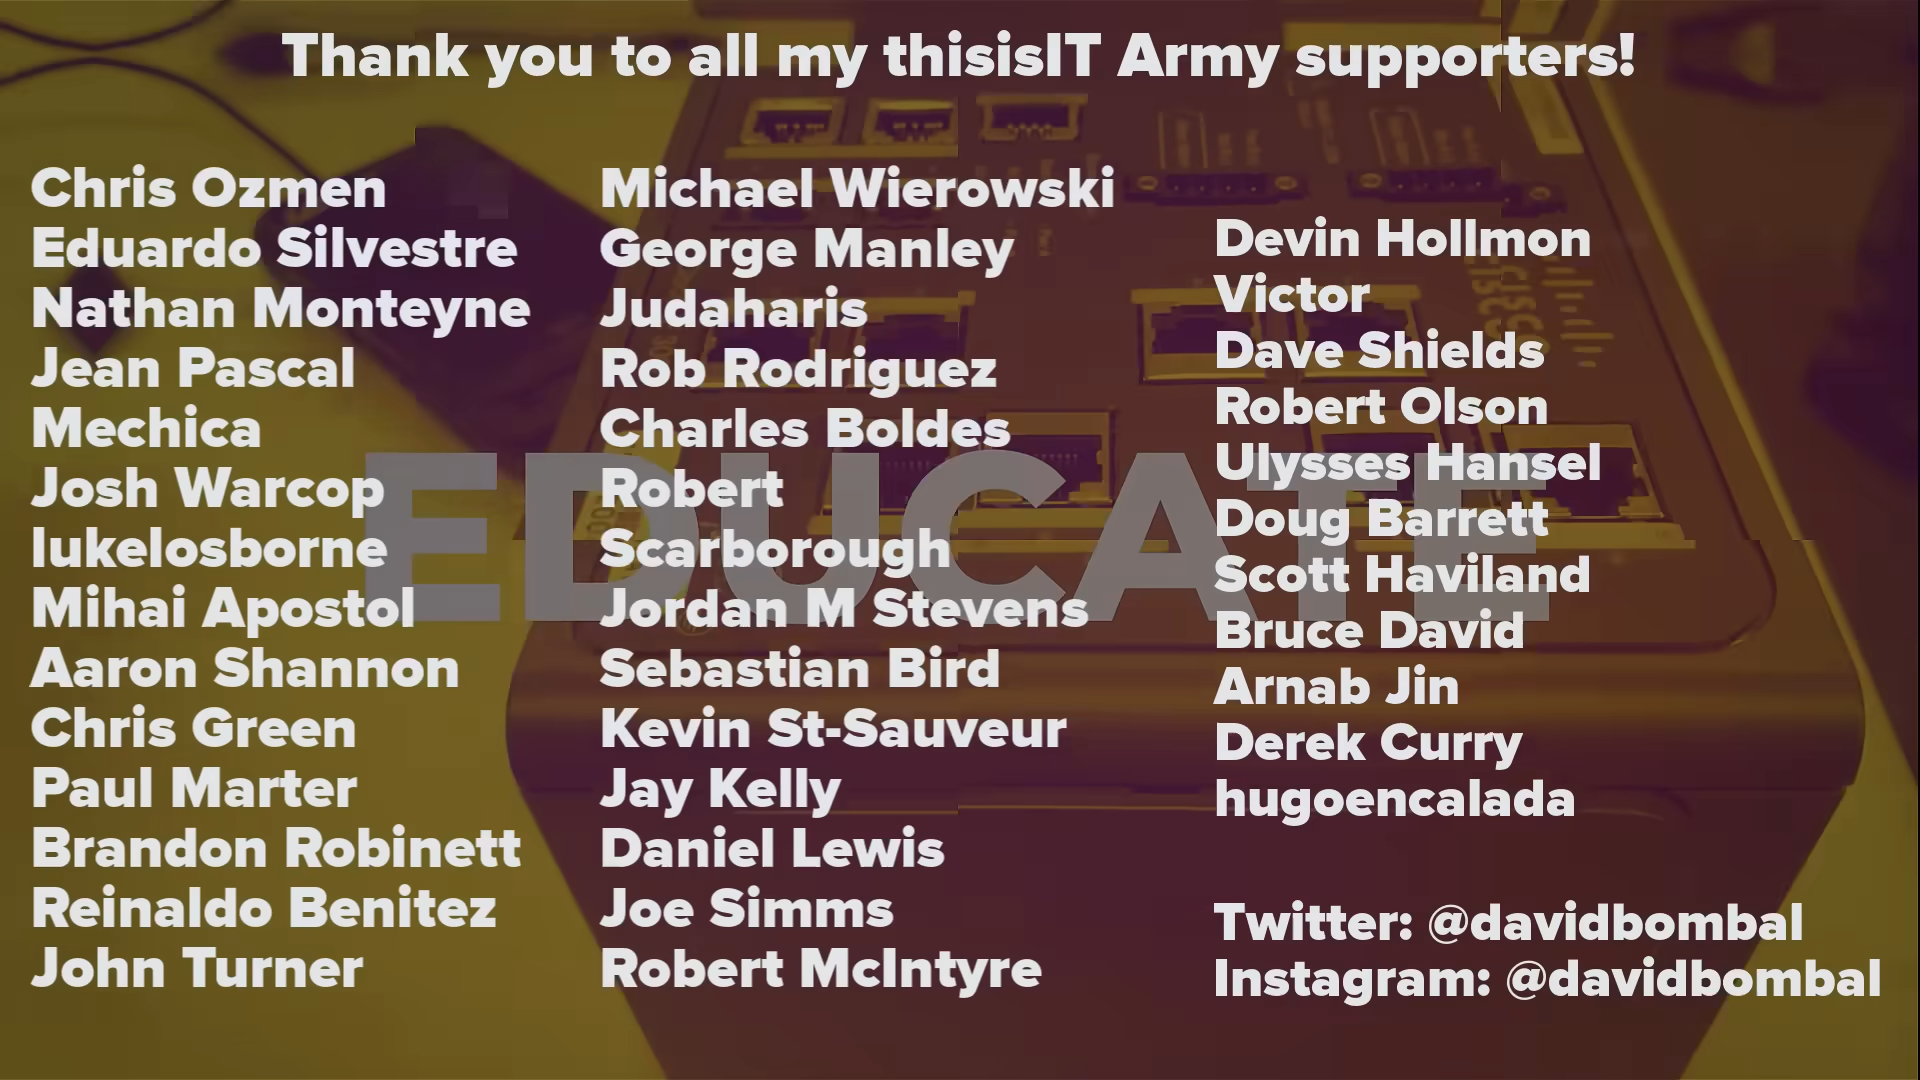 Thank you to all my thisisIT Army supporters!
Chris Ozmen
Eduardo Silvestre
Nathan Monteyne
Jean Pascal
Mechica
Josh Warcop
lukelosborne
Mihai Apostol
Aaron Shannon
Chris Green
Paul Marter
Brandon Robinett
Reinaldo Benitez
John Turner
Michael Wierowski
George Manley
Judaharis
Rob Rodriguez
Charles Boldes
Robert
Scarborough
Jordan M Stevens
Sebastian Bird
Kevin St-Sauveur
Jay Kelly
Daniel Lewis
Joe Simms
Robert McIntyre
Devin Hollmon
Victor
Dave Shields
Robert Olson
Ulysses Hansel
Doug Barrett
Scott Haviland
Bruce David
Arnab Jin
Derek Curry
hugoencalada
Twitter: @davidbombal
Instagram: @davidbombal
EDUCATE
CISCO